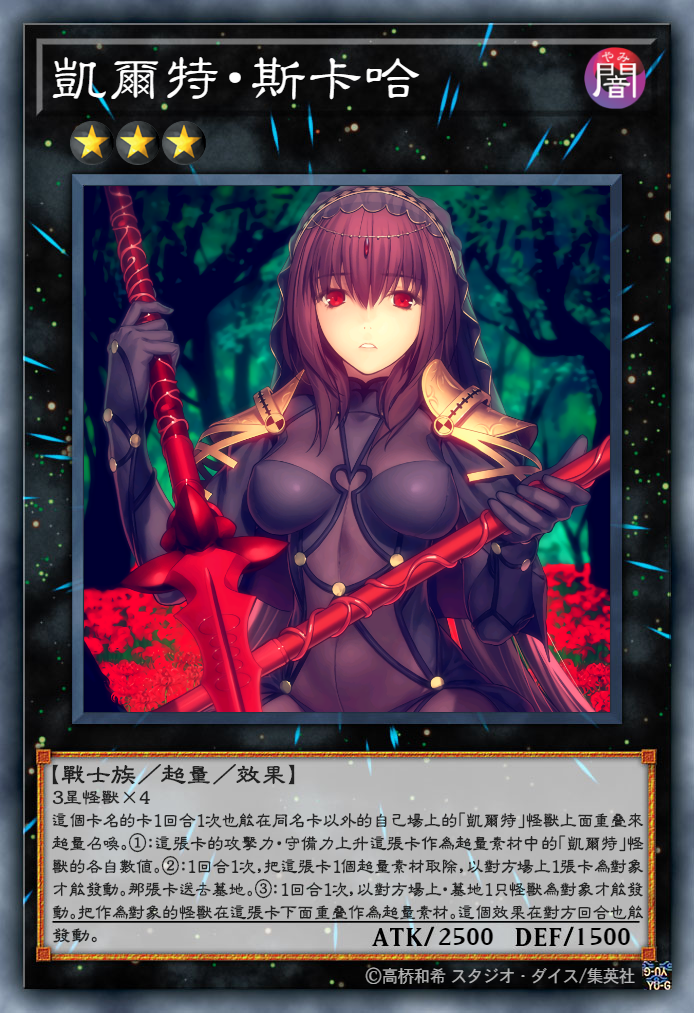 凱爾特・斯卡哈
やみ
闇
【戰士族／超量／效果】
3星怪獸×4
這個卡名的卡1回合1次也能在同名卡以外的自己場上的「凱爾特」怪獸上面重疊來
超量召喚。①：這張卡的攻擊力・守備力上升這張卡作為超量素材中的「凱爾特」怪
獸的各自數值。②：1回合1次，把這張卡1個超量素材取除，以對方場上1張卡為對象
才能發動。那張卡送去墓地。③：1回合1次，以對方場上・墓地1只怪獸為對象才能發
動。把作為對象的怪獸在這張卡下面重疊作為超量素材。這個效果在對方回合也能
發動。
ATK/2500 DEF/1500
©高桥和希 スタジオ・ダイス/集英社
YU-G
YU-G